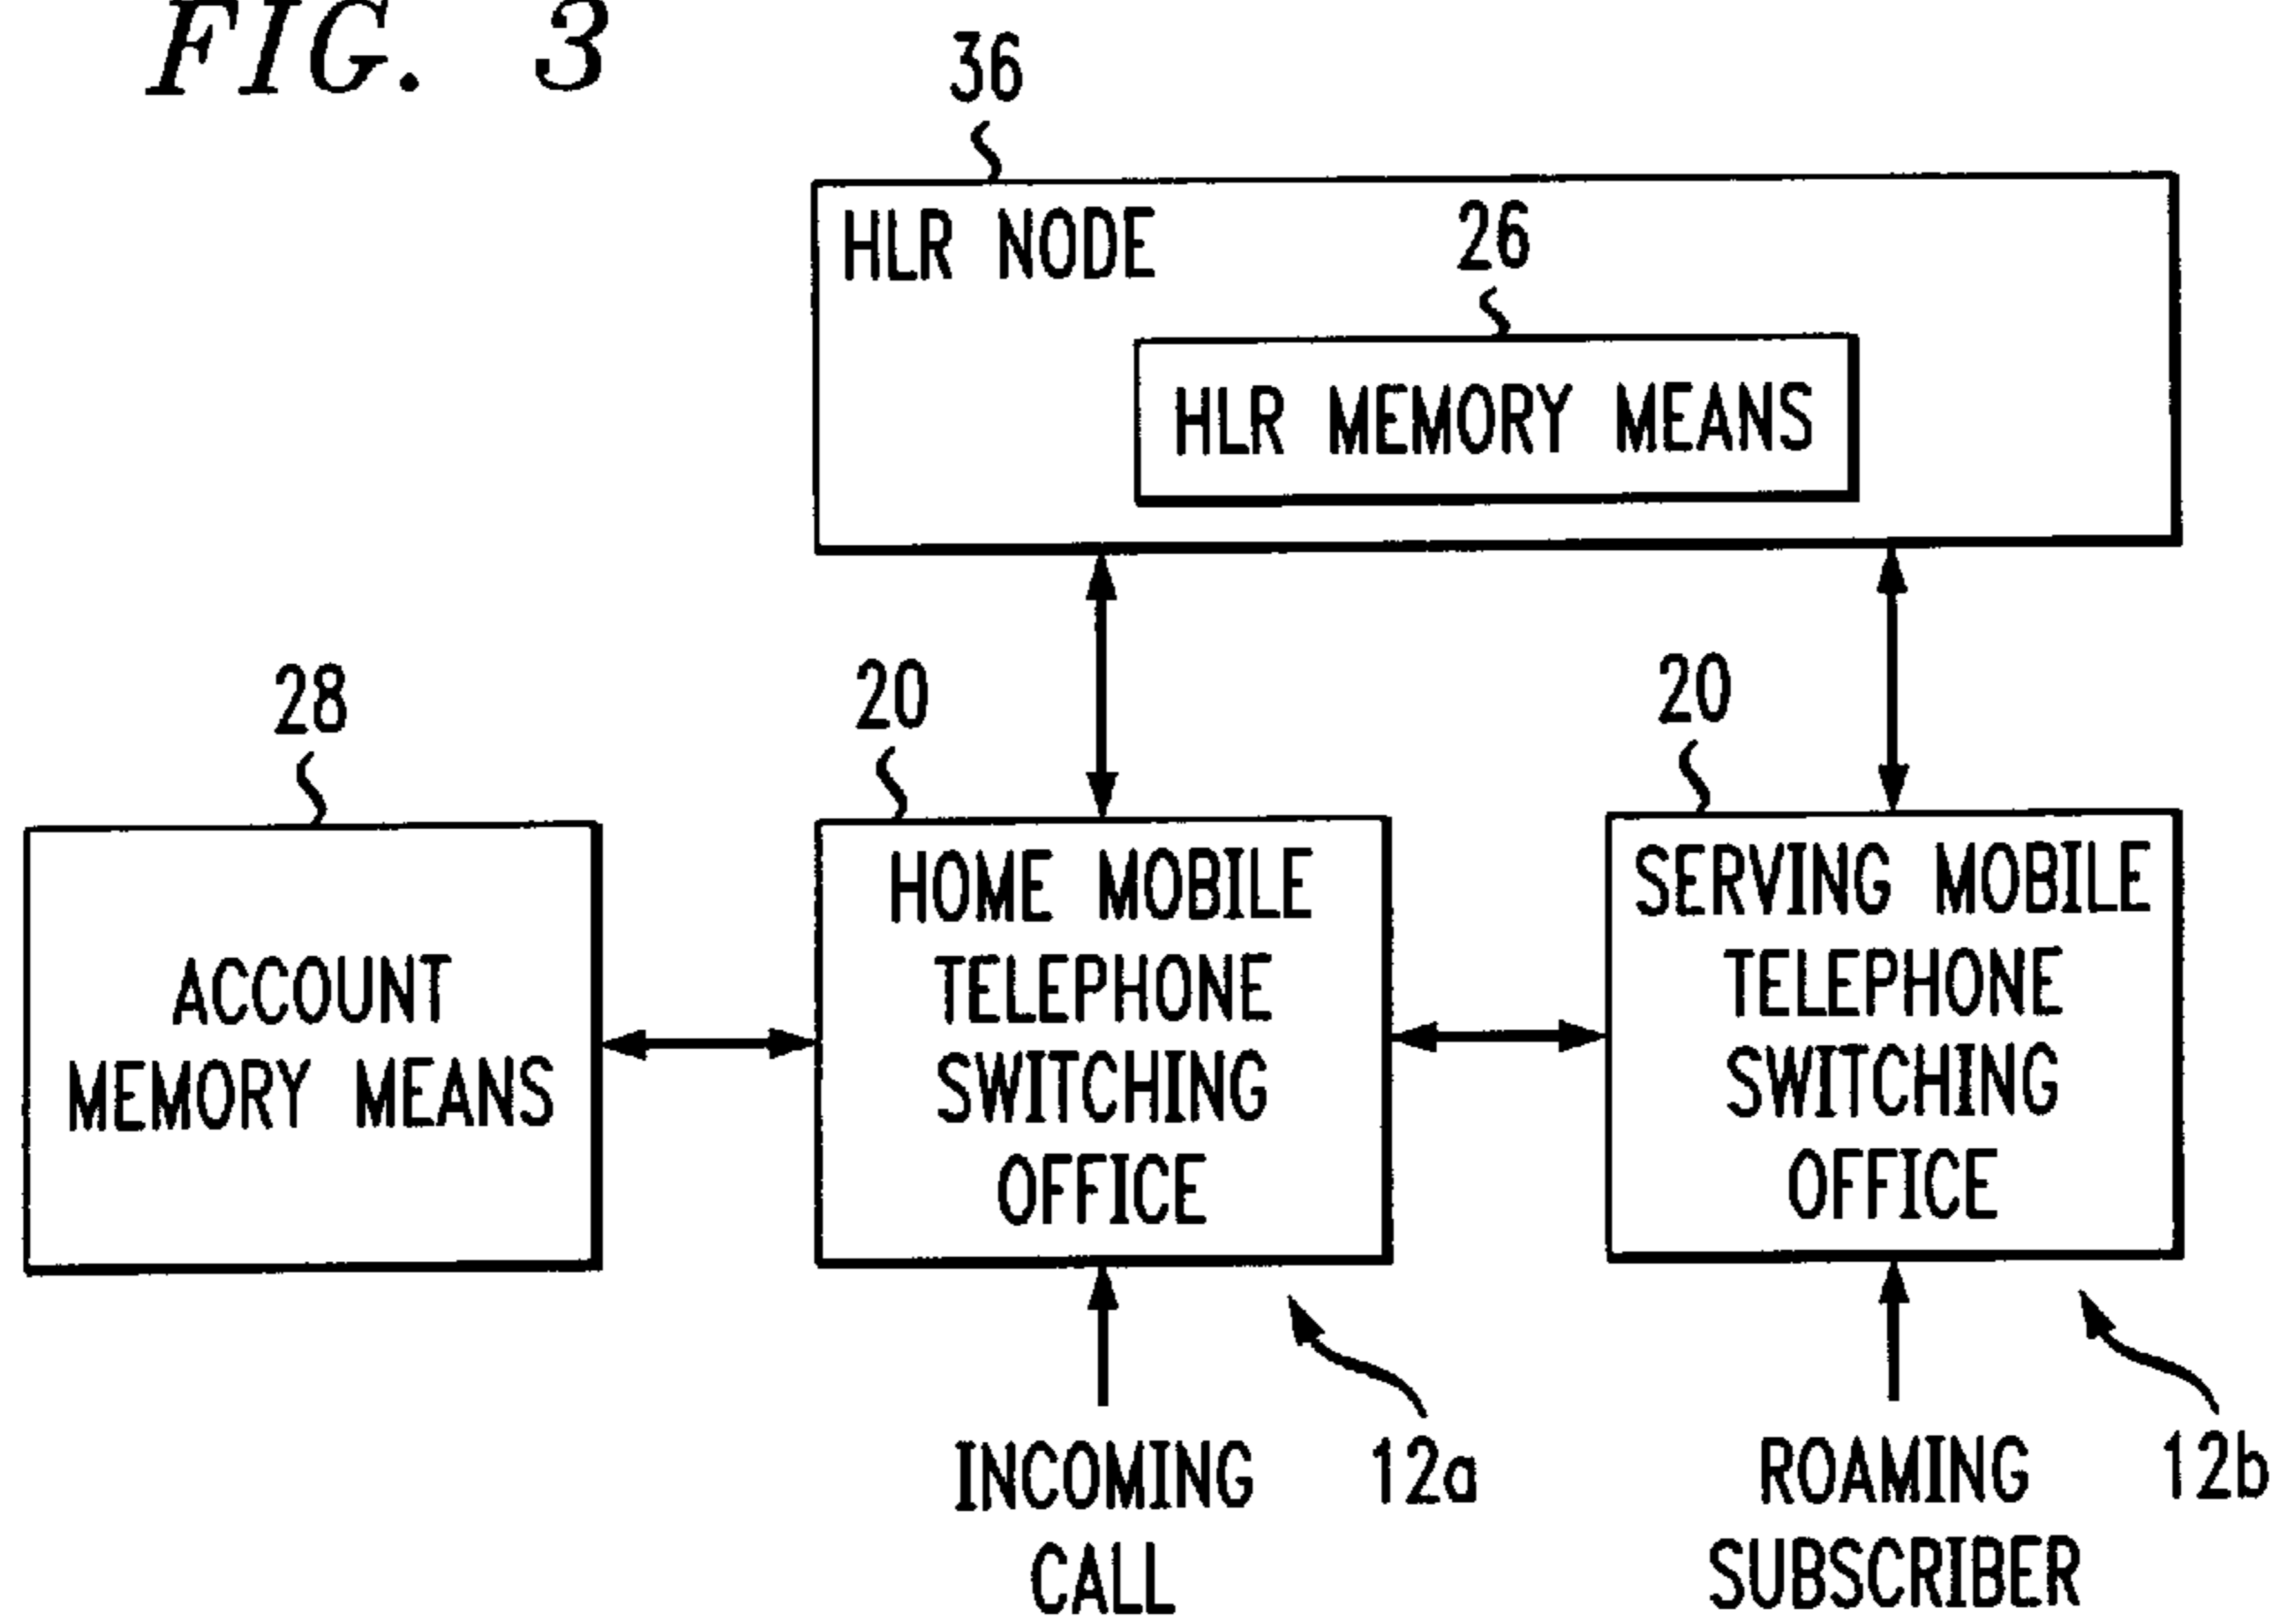 FIG. 3
36
HLR NODE
26
HLR MEMORY MEANS
28
20
20
ACCOUNT
MEMORY MEANS
HOME MOBILE
TELEPHONE
SWITCHING
OFFICE
SERVING MOBILE
TELEPHONE
SWITCHING
OFFICE
INCOMING
CALL
12a
ROAMING
SUBSCRIBER
12b